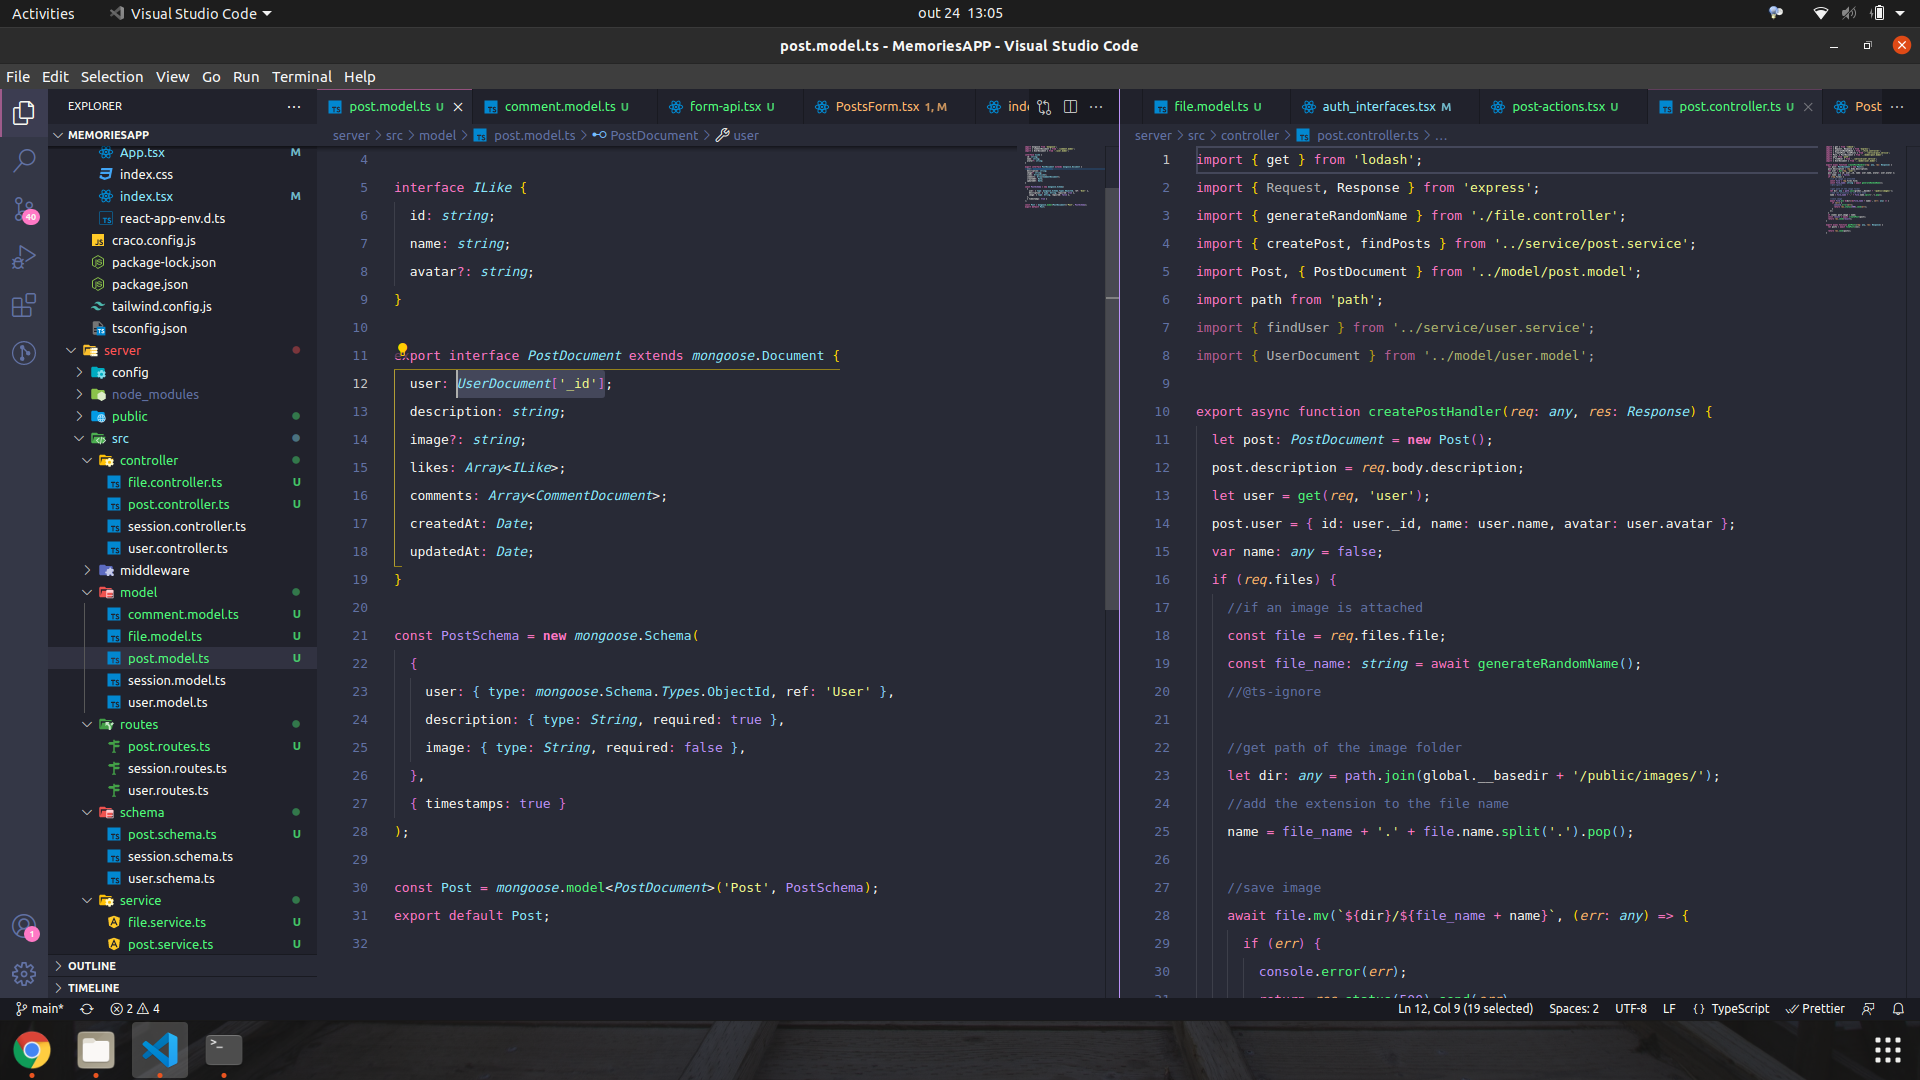 Activities
Visual Studio Code
out 24 13:05
post.model.ts - MemoriesAPP - Visual Studio Code
File Edit Selection View Go Run Terminal Help
EXPLORER
MEMORIESAPP
App.tsx M
index.css
index.tsx M
react-app-env.d.ts
craco.config.js
package-lock.json
package.json
tailwind.config.js
tsconfig.json
server
config
node_modules
public
src
controller
file.controller.ts U
post.controller.ts U
session.controller.ts
user.controller.ts
middleware
model
comment.model.ts U
file.model.ts U
post.model.ts U
session.model.ts
user.model.ts
routes
post.routes.ts U
session.routes.ts
user.routes.ts
schema
post.schema.ts U
session.schema.ts
user.schema.ts
service
file.service.ts U
post.service.ts U
OUTLINE
TIMELINE
40
1
post.model.ts U
comment.model.ts U
form-api.tsx U
PostsForm.tsx 1, M
inde
server > src > model > post.model.ts > PostDocument > user
4
5 interface ILike {
6 id: string;
7 name: string;
8 avatar?: string;
9 }
10
11 export interface PostDocument extends mongoose.Document {
12 user: UserDocument['_id'];
13 description: string;
14 image?: string;
15 likes: Array<ILike>;
16 comments: Array<CommentDocument>;
17 createdAt: Date;
18 updatedAt: Date;
19 }
20
21 const PostSchema = new mongoose.Schema(
22 {
23 user: { type: mongoose.Schema.Types.ObjectId, ref: 'User' },
24 description: { type: String, required: true },
25 image: { type: String, required: false },
26 },
27 { timestamps: true }
28 );
29
30 const Post = mongoose.model<PostDocument>('Post', PostSchema);
31 export default Post;
32
file.model.ts U
auth_interfaces.tsx M
post-actions.tsx U
post.controller.ts U
Post
server > src > controller > post.controller.ts > ...
1 import { get } from 'lodash';
2 import { Request, Response } from 'express';
3 import { generateRandomName } from './file.controller';
4 import { createPost, findPosts } from '../service/post.service';
5 import Post, { PostDocument } from '../model/post.model';
6 import path from 'path';
7 import { findUser } from '../service/user.service';
8 import { UserDocument } from '../model/user.model';
9
10 export async function createPostHandler(req: any, res: Response) {
11 let post: PostDocument = new Post();
12 post.description = req.body.description;
13 let user = get(req, 'user');
14 post.user = { id: user._id, name: user.name, avatar: user.avatar };
15 var name: any = false;
16 if (req.files) {
17 //if an image is attached
18 const file = req.files.file;
19 const file_name: string = await generateRandomName();
20 //@ts-ignore
21
22 //get path of the image folder
23 let dir: any = path.join(global.__basedir + '/public/images/');
24 //add the extension to the file name
25 name = file_name + '.' + file.name.split('.').pop();
26
27 //save image
28 await file.mv(`${dir}/${file_name + name}`, (err: any) => {
29 if (err) {
30 console.error(err);
main* 2 4
Ln 12, Col 9 (19 selected) Spaces: 2 UTF-8 LF {} TypeScript Prettier